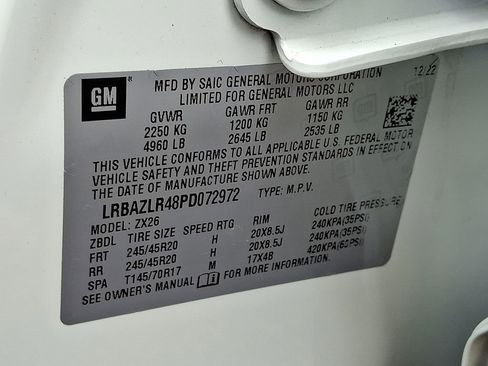 GM ®
MFD BY SAIC GENERAL MOTORS CORPORATION 12/22
LIMITED FOR GENERAL MOTORS LLC
GVWR GAWR FRT GAWR RR
2250 KG 1200 KG 1150 KG
4960 LB 2645 LB 2535 LB
THIS VEHICLE CONFORMS TO ALL APPLICABLE U.S. FEDERAL MOTOR
VEHICLE SAFETY AND THEFT PREVENTION STANDARDS IN EFFECT ON
THE DATE OF MANUFACTURE SHOWN ABOVE.
LRBAZLR48PD072972 TYPE: M.P.V.
MODEL: ZX26
ZBDL TIRE SIZE SPEED RTG RIM COLD TIRE PRESSURE
FRT 245/45R20 H 20X8.5J 240KPA(35PSI)
RR 245/45R20 H 20X8.5J 240KPA(35PSI)
SPA T145/70R17 M 17X4B 420KPA(60PSI)
SEE OWNER'S MANUAL FOR MORE INFORMATION.